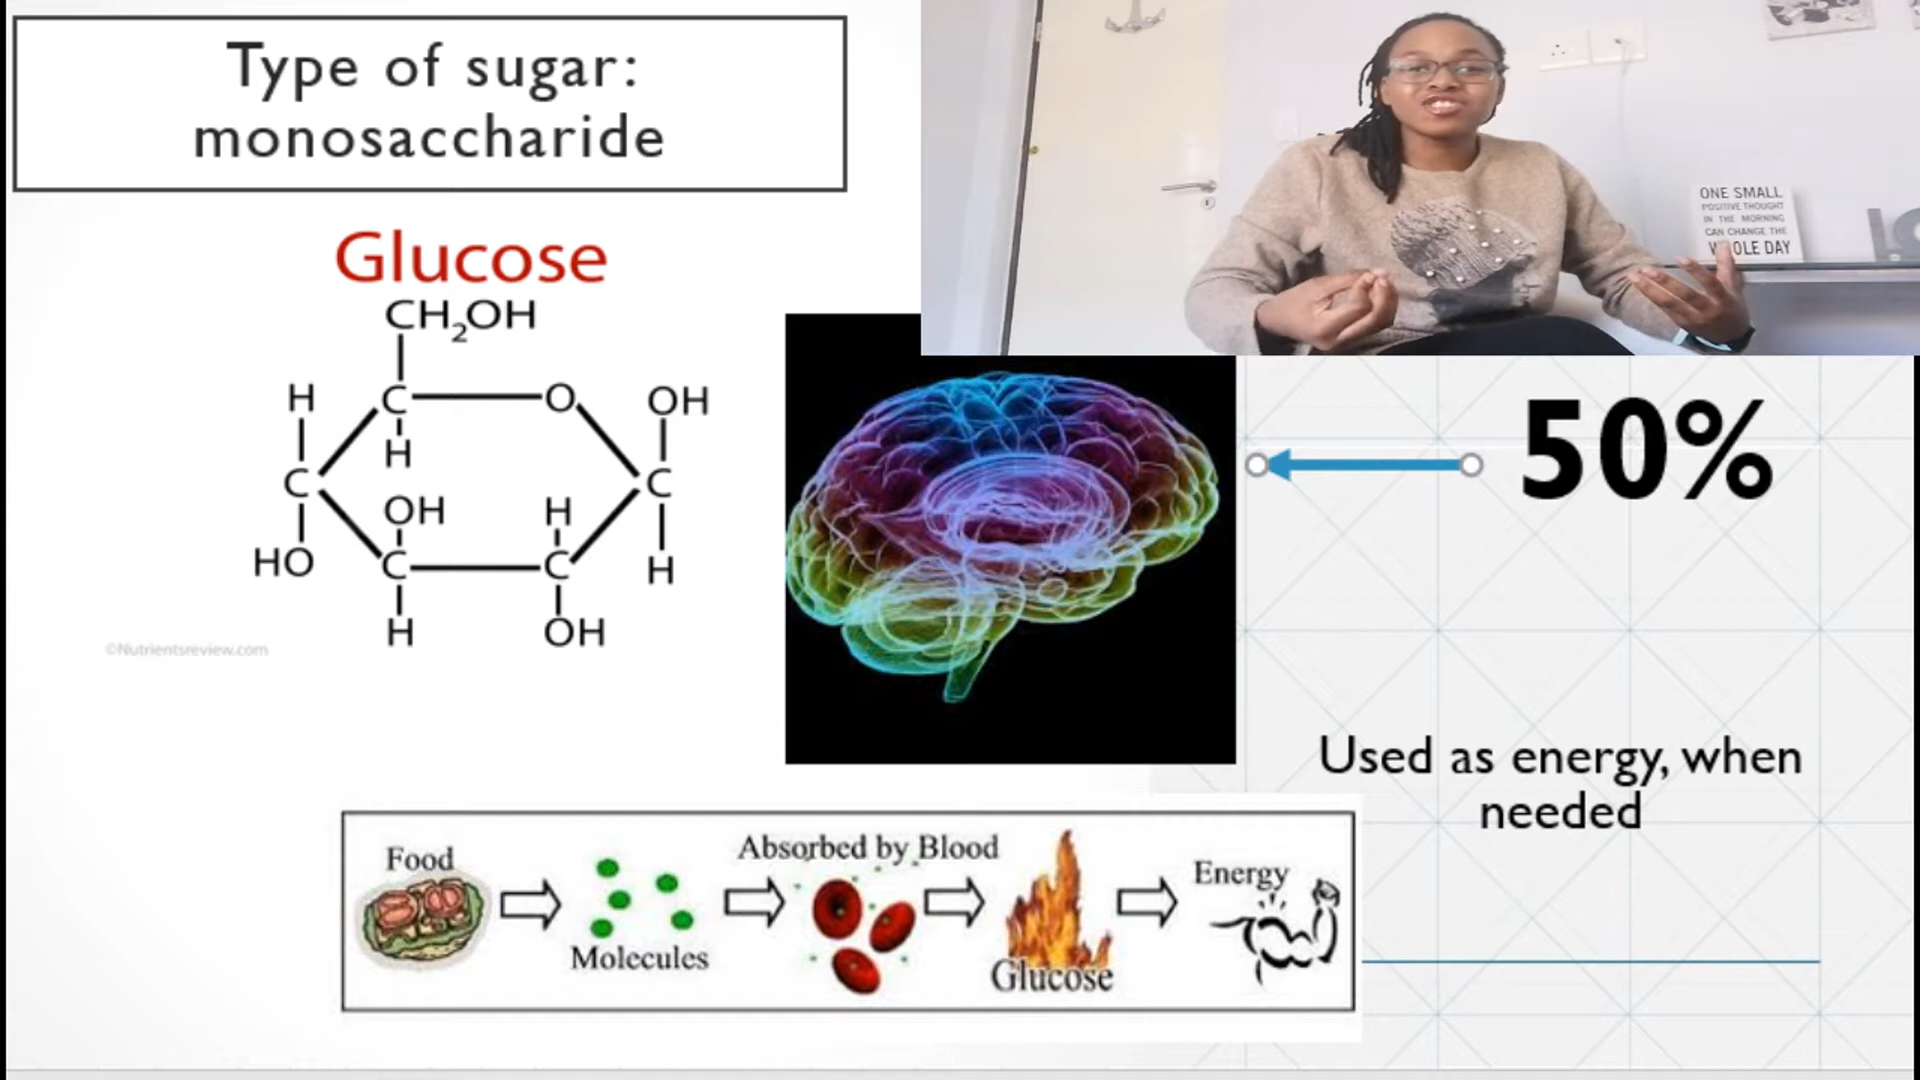 Type of sugar:
monosaccharide
Glucose
CH₂OH
H
C
O
OH
H
C
OH
H
C
HO
C
C
H
H
OH
©Nutrientsreview.com
ONE SMALL
POSITIVE THOUGHT
IN THE MORNING
CAN CHANGE THE
WHOLE DAY
50%
Used as energy, when
needed
Food
Molecules
Absorbed by Blood
Glucose
Energy